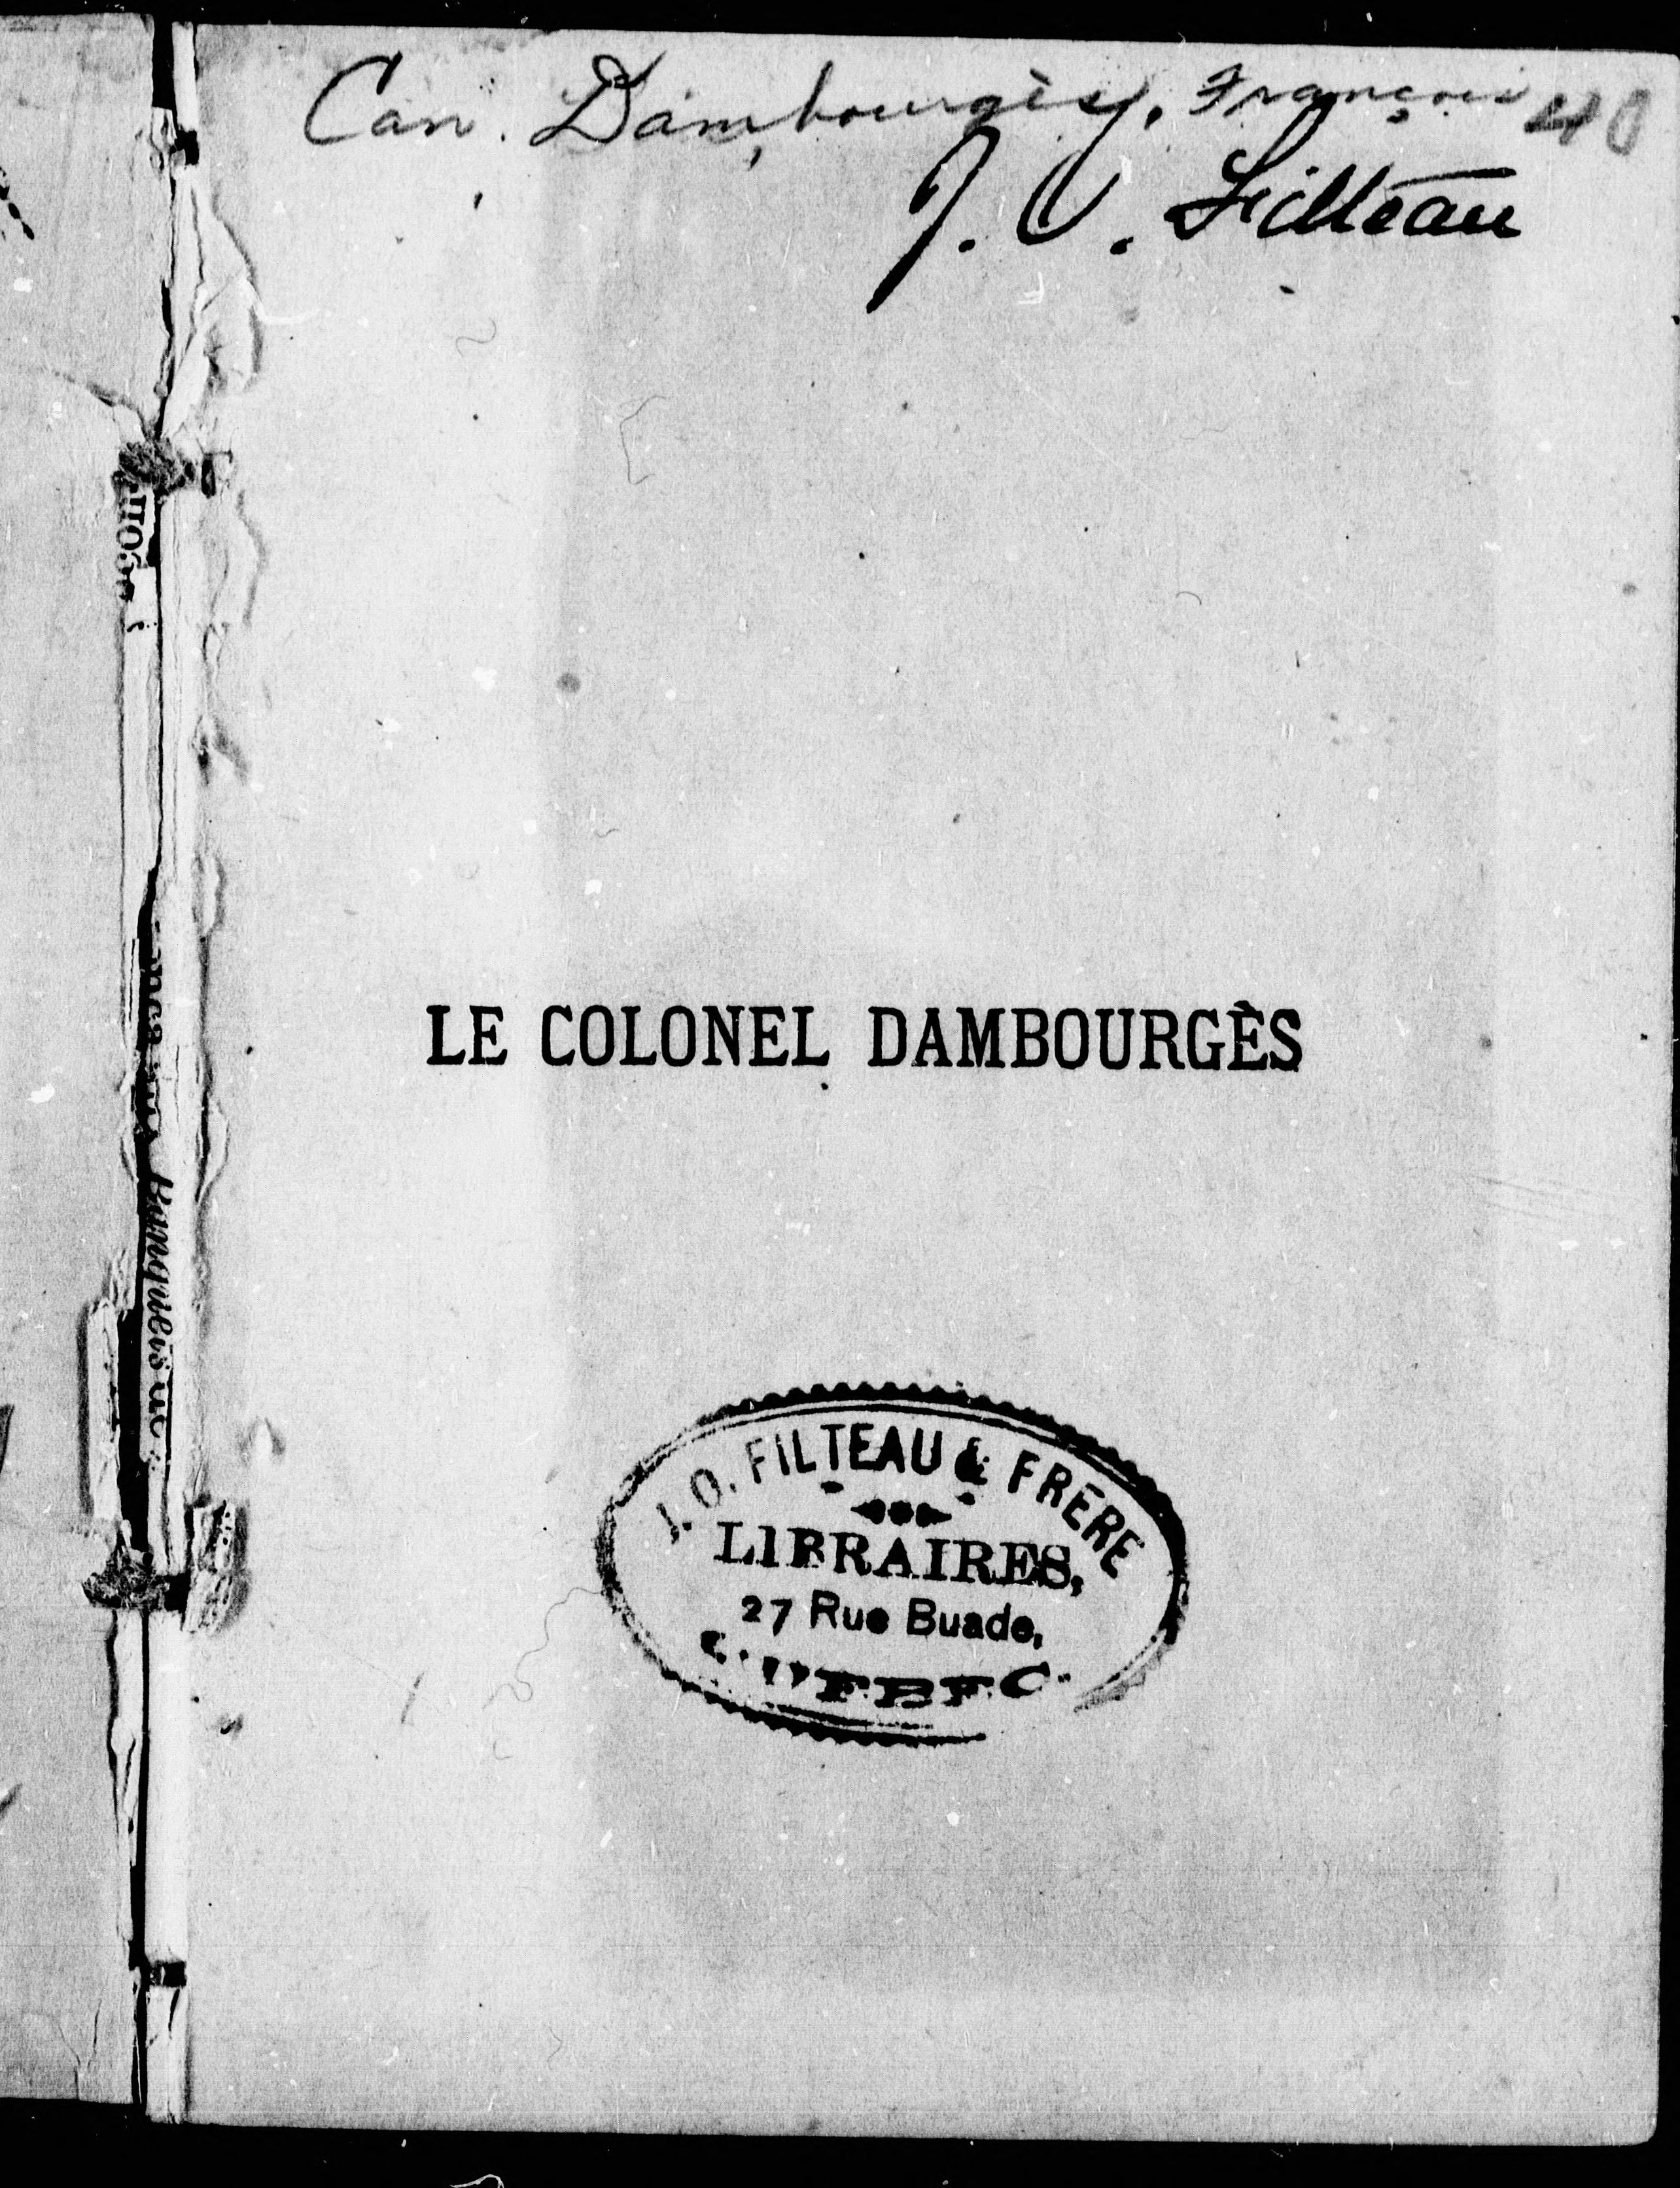 Can. Dambourgès, François
J. O. Filteau
LE COLONEL DAMBOURGÈS
J. O. FILTEAU & FRERE
LIBRAIRES,
27 Rue Buade,